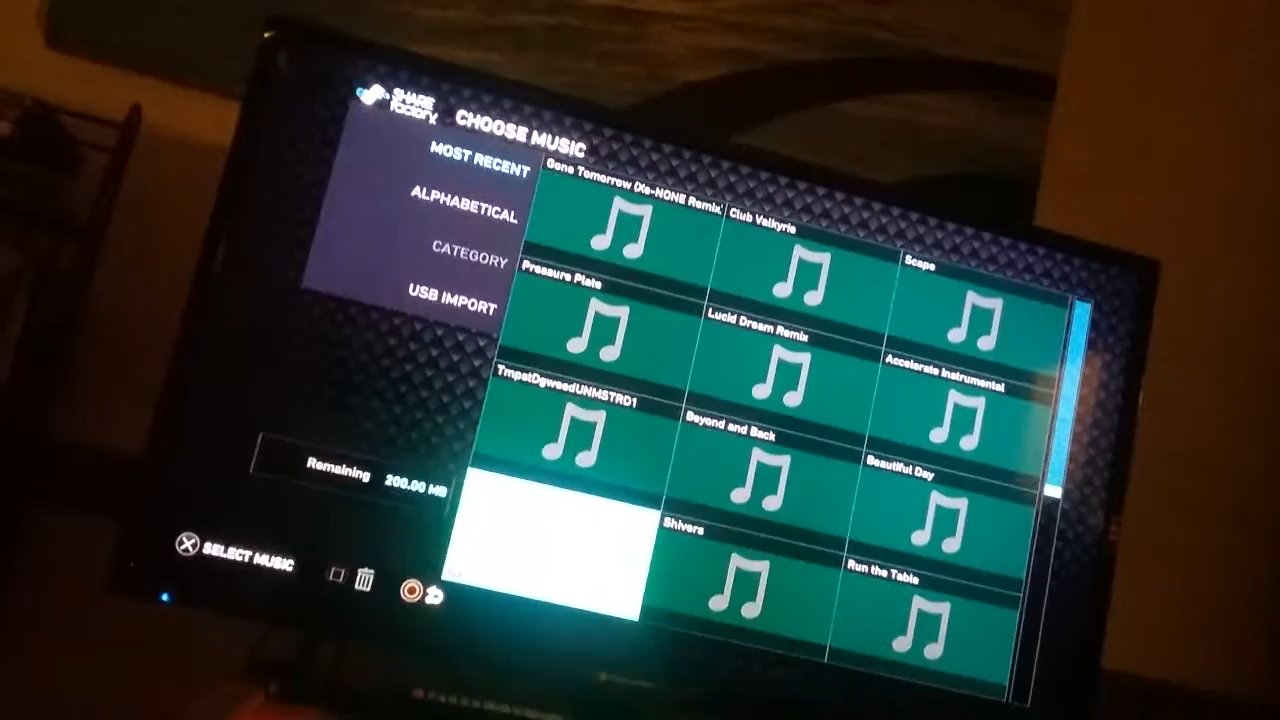 SHARE
factory
CHOOSE MUSIC
MOST RECENT
ALPHABETICAL
CATEGORY
USB IMPORT
Gone Tomorrow (Xe-NONE Remix
Club Valkyrie
Scape
Pressure Plate
Lucid Dream Remix
Accelerate Instrumental
TmpstDgweedUNMSTRD1
Beyond and Back
Beautiful Day
Shivers
Run the Table
Remaining 200.00 MB
SELECT MUSIC